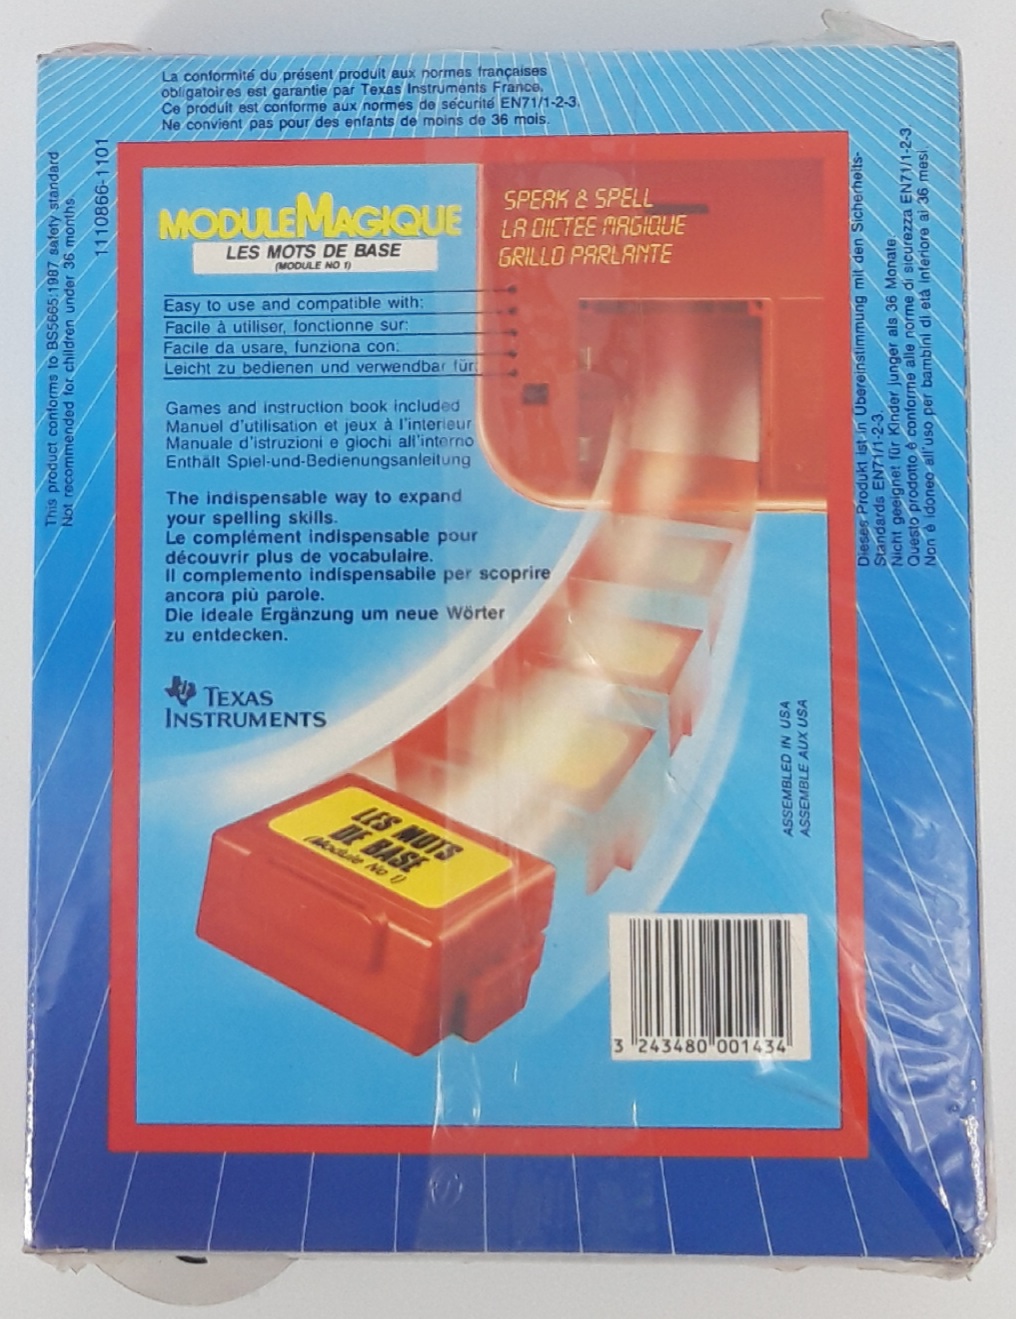 La conformité du présent produit aux normes françaises
obligatoires est garantie par Texas Instruments France.
Ce produit est conforme aux normes de sécurité EN71/1-2-3.
Ne convient pas pour des enfants de moins de 36 mois.
This product conforms to BS5665:1987 safety standard
Not recommended for children under 36 months.
1110866-1101
MODULE MAGIQUE
LES MOTS DE BASE
(MODULE NO 1)
SPEAK & SPELL
LA DICTEE MAGIQUE
GRILLO PARLANTE
Easy to use and compatible with:
Facile à utiliser, fonctionne sur:
Facile da usare, funziona con:
Leicht zu bedienen und verwendbar für:
Games and instruction book included
Manuel d'utilisation et jeux à l'interieur
Manuale d'istruzioni e giochi all'interno
Enthält Spiel-und-Bedienungsanleitung
The indispensable way to expand
your spelling skills.
Le complément indispensable pour
découvrir plus de vocabulaire.
Il complemento indispensabile per scoprire
ancora più parole.
Die ideale Ergänzung um neue Wörter
zu entdecken.
TEXAS
INSTRUMENTS
LES MOTS
DE BASE
(Module No 1)
ASSEMBLED IN USA
ASSEMBLE AUX USA
3 243480 001434
Dieses Produkt ist in Übereinstimmung mit den Sicherheits-
Standards EN71/1-2-3
Nicht geeignet für Kinder junger als 36 Monate
Questo prodotto è conforme alle norme di sicurezza EN71/1-2-3
Non è idoneo all'uso per bambini di età inferiore ai 36 mesi